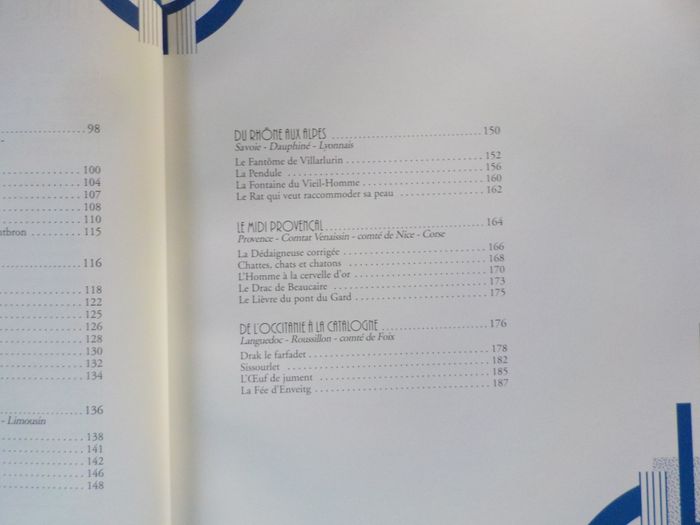 98
-
100
104
107
108
110
115
116
118
122
125
126
128
130
132
134
136
- Limousin
138
141
142
146
148
DU RHÔNE AUX ALPES 150
Savoie - Dauphiné - Lyonnais
Le Fantôme de Villarlurin 152
La Pendule 156
La Fontaine du Vieil-Homme 160
Le Rat qui veut raccommoder sa peau 162
LE MIDI PROVENÇAL 164
Provence - Comtat Venaissin - comté de Nice - Corse
La Dédaigneuse corrigée 166
Chattes, chats et chatons 168
L'Homme à la cervelle d'or 170
Le Drac de Beaucaire 173
Le Lièvre du pont du Gard 175
DE L'OCCITANIE À LA CATALOGNE 176
Languedoc - Roussillon - comté de Foix
Drak le farfadet 178
Sissourlet 182
L'Œuf de jument 185
La Fée d'Enveitg 187